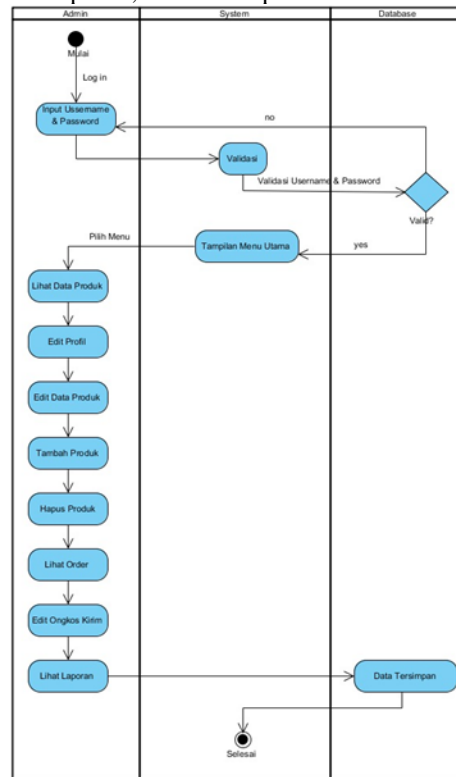 Admin
System
Database
Mulai
Log in
Input Ussername
& Password
no
Validasi
Validasi Username & Password
Valid?
yes
Tampilan Menu Utama
Pilih Menu
Lihat Data Produk
Edit Profil
Edit Data Produk
Tambah Produk
Hapus Produk
Lihat Order
Edit Ongkos Kirim
Lihat Laporan
Data Tersimpan
Selesai